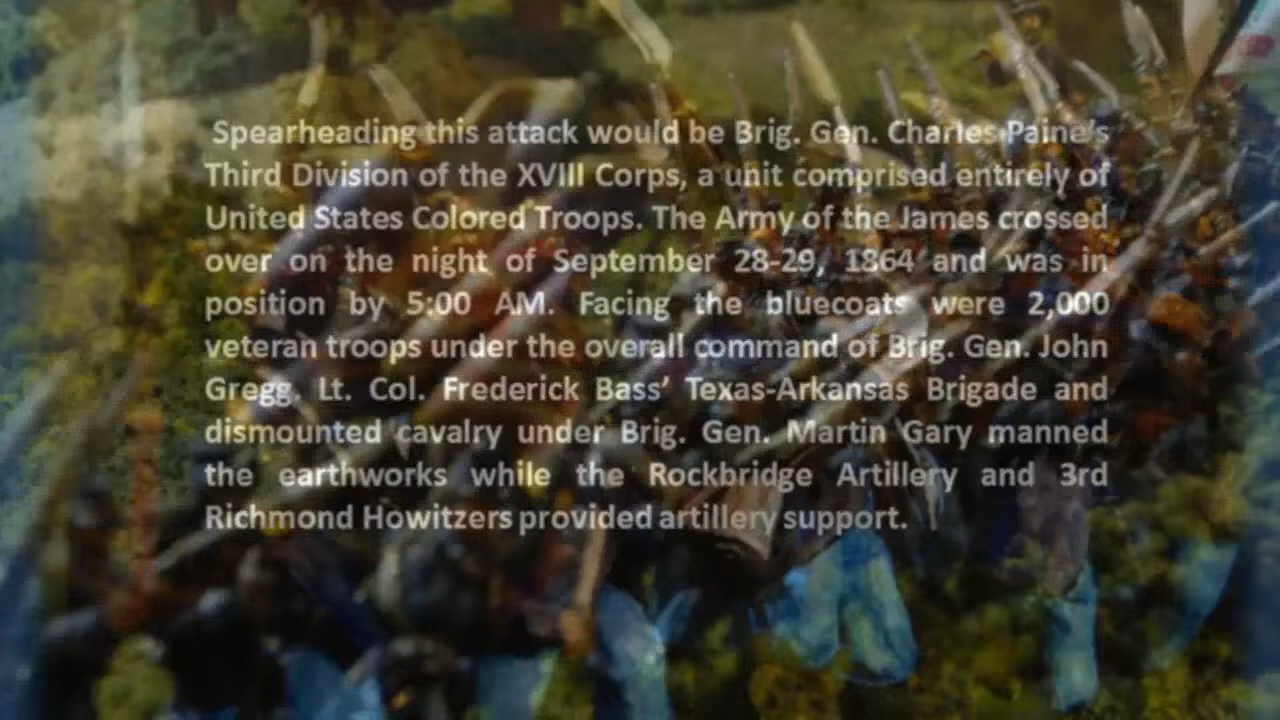 Spearheading this attack would be Brig. Gen. Charles Paine's
Third Division of the XVIII Corps, a unit comprised entirely of
United States Colored Troops. The Army of the James crossed
over on the night of September 28-29, 1864 and was in
position by 5:00 AM. Facing the bluecoats were 2,000
veteran troops under the overall command of Brig. Gen. John
Gregg. Lt. Col. Frederick Bass’ Texas-Arkansas Brigade and
dismounted cavalry under Brig. Gen. Martin Gary manned
the earthworks while the Rockbridge Artillery and 3rd
Richmond Howitzers provided artillery support.